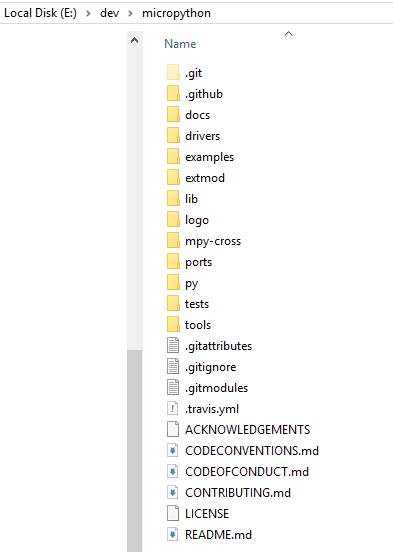 Local Disk (E:) > dev > micropython
Name
.git
.github
docs
drivers
examples
extmod
lib
logo
mpy-cross
ports
py
tests
tools
.gitattributes
.gitignore
.gitmodules
.travis.yml
ACKNOWLEDGEMENTS
CODECONVENTIONS.md
CODEOFCONDUCT.md
CONTRIBUTING.md
LICENSE
README.md